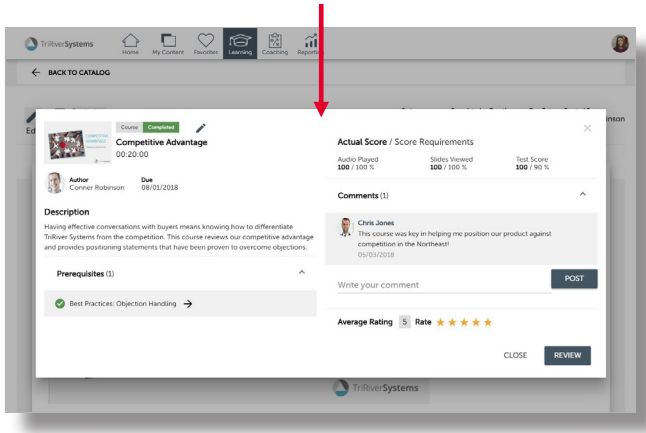 TriRiverSystems
Home
My Content
Favorites
Learning
Coaching
Reporting
BACK TO CATALOG
Ed
inson
COMPETITIVE
ADVANTAGE
Course
Completed
Competitive Advantage
00:20:00
Author
Conner Robinson
Due
08/01/2018
Description
Having effective conversations with buyers means knowing how to differentiate
TriRiver Systems from the competition. This course reviews our competitive advantage
and provides positioning statements that have been proven to overcome objections.
Prerequisites (1)
Best Practices: Objection Handling
Actual Score / Score Requirements
Audio Played
100 / 100 %
Slides Viewed
100 / 100 %
Test Score
100 / 90 %
Comments (1)
Chris Jones
This course was key in helping me position our product against
competition in the Northeast!
05/03/2018
Write your comment
POST
Average Rating 5 Rate
CLOSE
REVIEW
TriRiverSystems